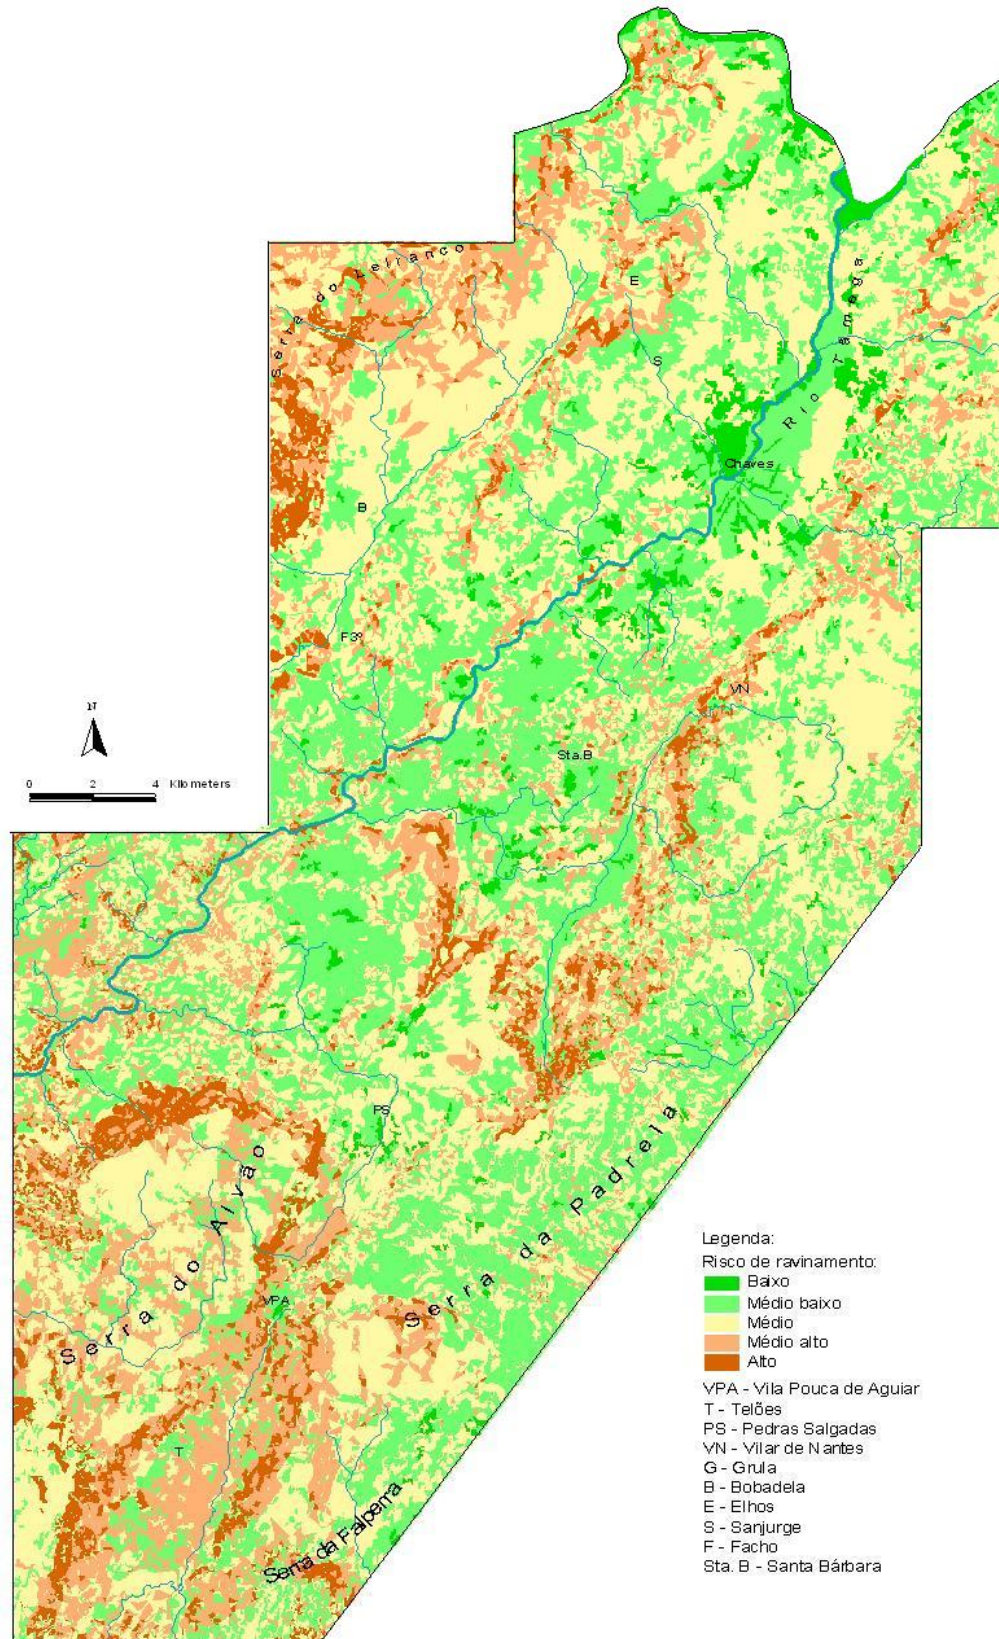 Serra do Leiranco
E
S
Rio Tamega
Chaves
B
F3º
VN
Sta.B
N
0 2 4 Kilometers
PS
Serra do Alvão
Serra da Padrela
VPA
T
Serra da Falperra
Legenda:
Risco de ravinamento:
Baixo
Médio baixo
Médio
Médio alto
Alto
VPA - Vila Pouca de Aguiar
T - Telões
PS - Pedras Salgadas
VN - Vilar de Nantes
G - Grula
B - Bobadela
E - Elhos
S - Sanjurge
F - Facho
Sta. B - Santa Bárbara